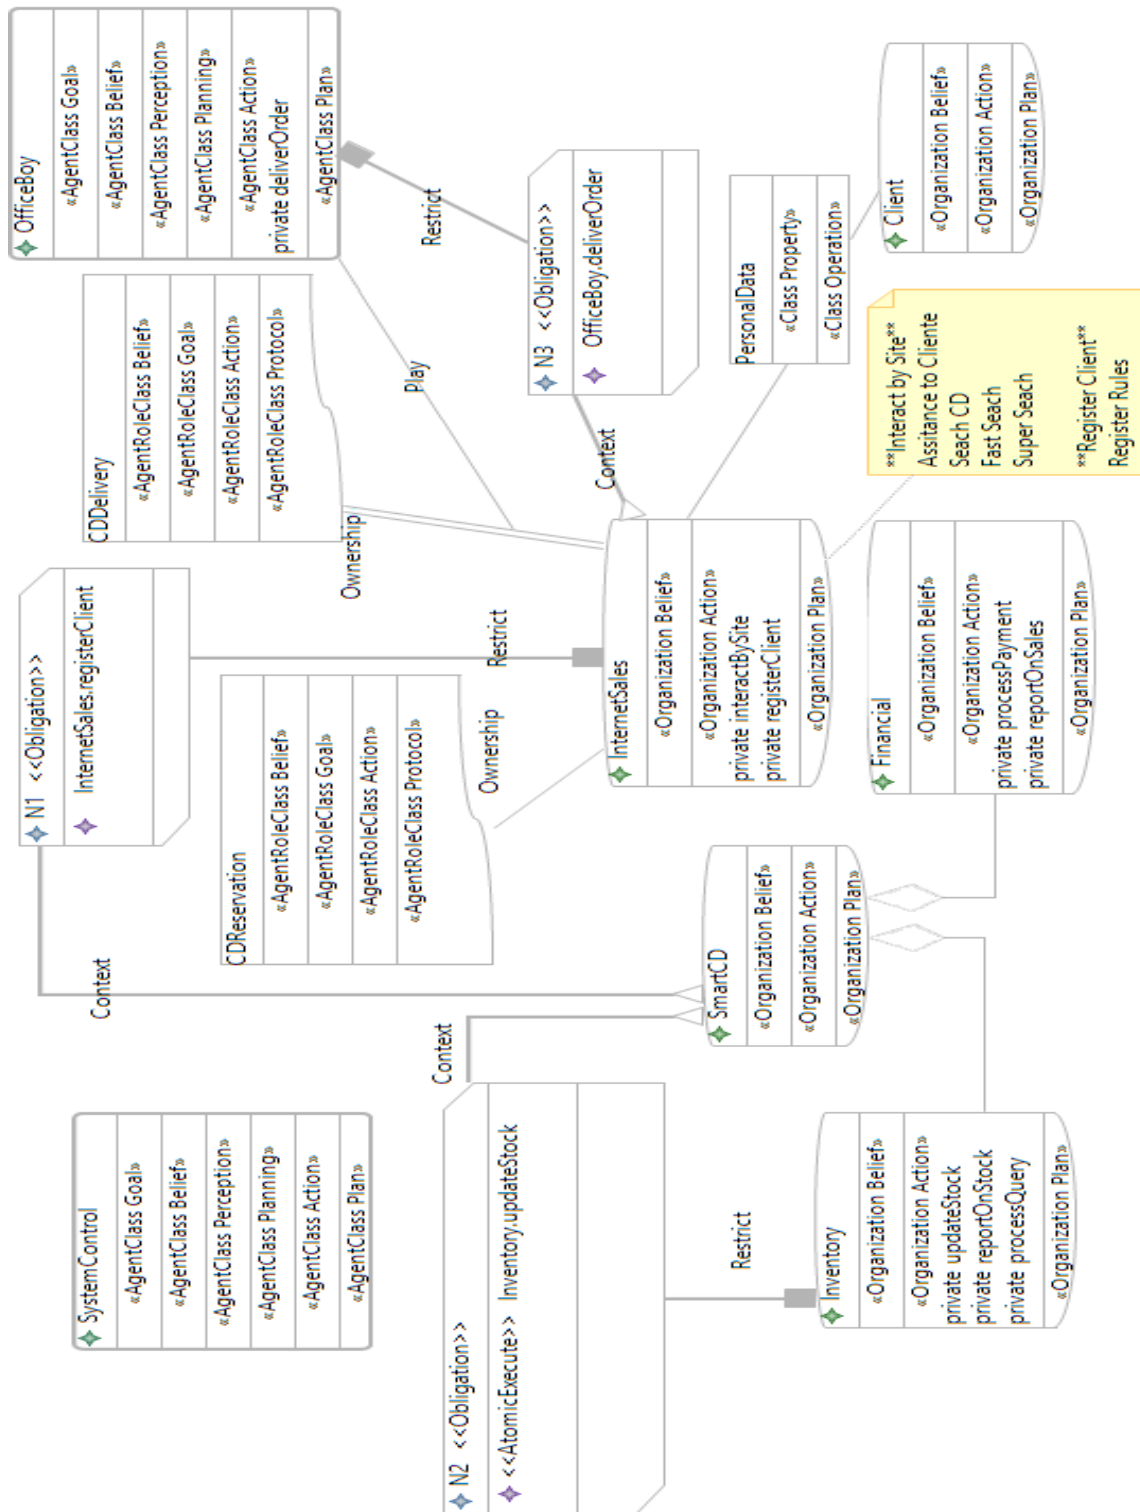 OfficeBoy
«AgentClass Goal»
«AgentClass Belief»
«AgentClass Perception»
«AgentClass Planning»
«AgentClass Action»
private deliverOrder
«AgentClass Plan»
CDDelivery
«AgentRoleClass Belief»
«AgentRoleClass Goal»
«AgentRoleClass Action»
«AgentRoleClass Protocol»
N1 <<Obligation>>
InternetSales.registerClient
CDReservation
«AgentRoleClass Belief»
«AgentRoleClass Goal»
«AgentRoleClass Action»
«AgentRoleClass Protocol»
SystemControl
«AgentClass Goal»
«AgentClass Belief»
«AgentClass Perception»
«AgentClass Planning»
«AgentClass Action»
«AgentClass Plan»
Context
Ownership
Play
Restrict
Restrict
Ownership
Context
Context
N3 <<Obligation>>
OfficeBoy.deliverOrder
N2 <<Obligation>>
<<AtomicExecute>> Inventory.updateStock
Restrict
InternetSales
«Organization Belief»
«Organization Action»
private interactBySite
private registerClient
«Organization Plan»
PersonalData
«Class Property»
«Class Operation»
SmartCD
«Organization Belief»
«Organization Action»
«Organization Plan»
Inventory
«Organization Belief»
«Organization Action»
private updateStock
private reportOnStock
private processQuery
«Organization Plan»
Financial
«Organization Belief»
«Organization Action»
private processPayment
private reportOnSales
«Organization Plan»
Client
«Organization Belief»
«Organization Action»
«Organization Plan»
**Interact by Site**
Assitance to Cliente
Seach CD
Fast Seach
Super Seach
**Register Client**
Register Rules